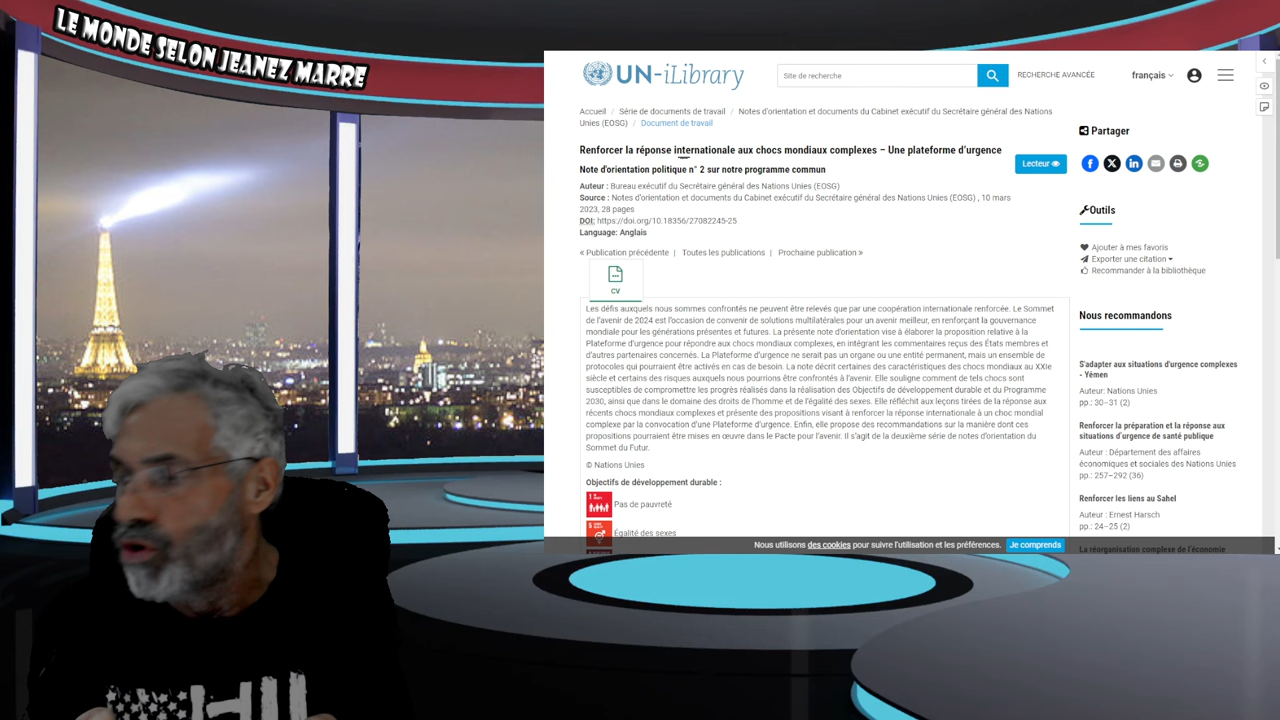 LE MONDE SELON JEANEZ MARRE
UN-iLibrary
Site de recherche
RECHERCHE AVANCÉE
français
Accueil / Série de documents de travail / Notes d'orientation et documents du Cabinet exécutif du Secrétaire général des Nations
Unies (EOSG) / Document de travail
Renforcer la réponse internationale aux chocs mondiaux complexes – Une plateforme d'urgence
Note d'orientation politique n° 2 sur notre programme commun
Lecteur
Auteur : Bureau exécutif du Secrétaire général des Nations Unies (EOSG)
Source : Notes d'orientation et documents du Cabinet exécutif du Secrétaire général des Nations Unies (EOSG) , 10 mars
2023, 28 pages
DOI: https://doi.org/10.18356/27082245-25
Language: Anglais
« Publication précédente | Toutes les publications | Prochaine publication »
CV
Les défis auxquels nous sommes confrontés ne peuvent être relevés que par une coopération internationale renforcée. Le Sommet
de l'avenir de 2024 est l'occasion de convenir de solutions multilatérales pour un avenir meilleur, en renforçant la gouvernance
mondiale pour les générations présentes et futures. La présente note d'orientation vise à élaborer la proposition relative à la
Plateforme d'urgence pour répondre aux chocs mondiaux complexes, en intégrant les commentaires reçus des États membres et
d'autres partenaires concernés. La Plateforme d'urgence ne serait pas un organe ou une entité permanent, mais un ensemble de
protocoles qui pourraient être activés en cas de besoin. La note décrit certaines des caractéristiques des chocs mondiaux au XXIe
siècle et certains des risques auxquels nous pourrions être confrontés à l'avenir. Elle souligne comment de tels chocs sont
susceptibles de compromettre les progrès réalisés dans la réalisation des Objectifs de développement durable et du Programme
2030, ainsi que dans le domaine des droits de l'homme et de l'égalité des sexes. Elle réfléchit aux leçons tirées de la réponse aux
récents chocs mondiaux complexes et présente des propositions visant à renforcer la réponse internationale à un choc mondial
complexe par la convocation d'une Plateforme d'urgence. Enfin, elle propose des recommandations sur la manière dont ces
propositions pourraient être mises en œuvre dans le Pacte pour l'avenir. Il s'agit de la deuxième série de notes d'orientation du
Sommet du Futur.
© Nations Unies
Objectifs de développement durable :
Pas de pauvreté
Égalité des sexes
Partager
Outils
Ajouter à mes favoris
Exporter une citation
Recommander à la bibliothèque
Nous recommandons
S'adapter aux situations d'urgence complexes
- Yémen
Auteur: Nations Unies
pp.: 30–31 (2)
Renforcer la préparation et la réponse aux
situations d'urgence de santé publique
Auteur : Département des affaires
économiques et sociales des Nations Unies
pp.: 257–292 (36)
Renforcer les liens au Sahel
Auteur : Ernest Harsch
pp.: 24–25 (2)
La réorganisation complexe de l'économie
Nous utilisons des cookies pour suivre l'utilisation et les préférences. Je comprends